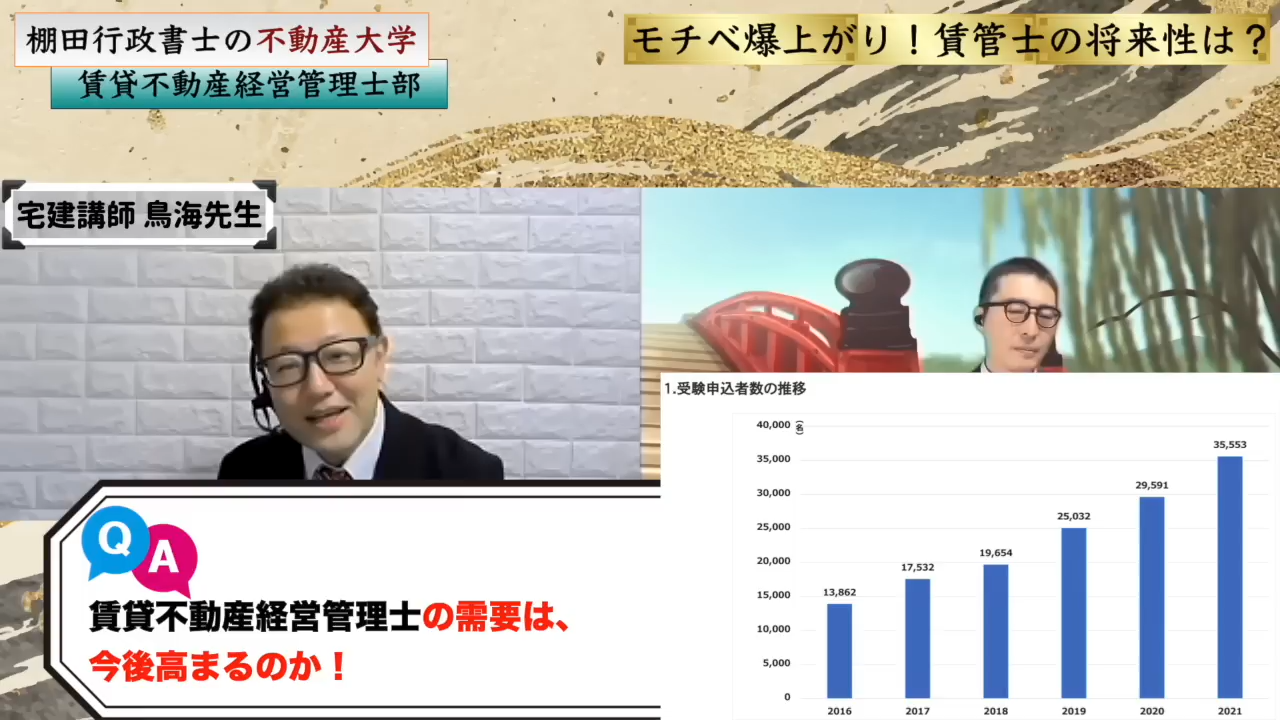 棚田行政書士の不動産大学
賃貸不動産経営管理士部
モチベ爆上がり！賃管士の将来性は？
宅建講師 鳥海先生
1.受験申込者数の推移
40,000
(名)
35,000
30,000
25,000
20,000
15,000
10,000
5,000
0
13,862
17,532
19,654
25,032
29,591
35,553
2016
2017
2018
2019
2020
2021
Q A
賃貸不動産経営管理士の需要は、
今後高まるのか！